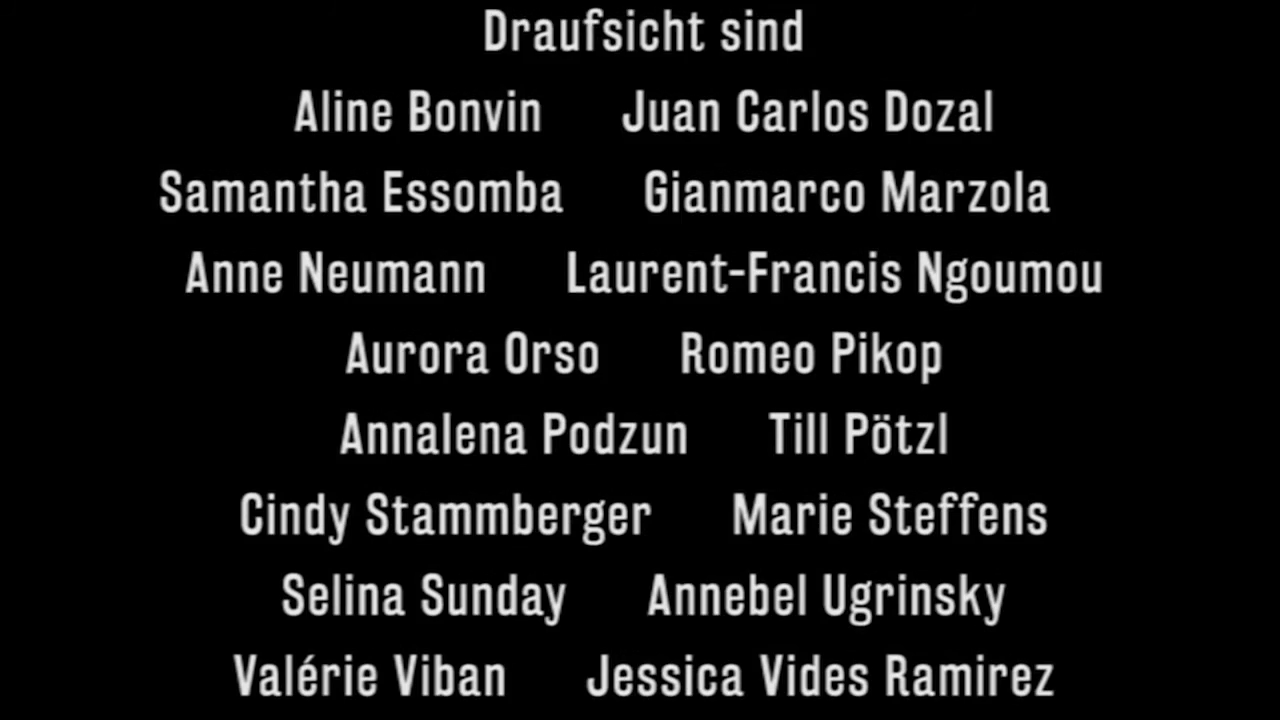 Draufsicht sind
Aline Bonvin Juan Carlos Dozal
Samantha Essomba Gianmarco Marzola
Anne Neumann Laurent-Francis Ngoumou
Aurora Orso Romeo Pikop
Annalena Podzun Till Pötzl
Cindy Stammberger Marie Steffens
Selina Sunday Annebel Ugrinsky
Valérie Viban Jessica Vides Ramirez